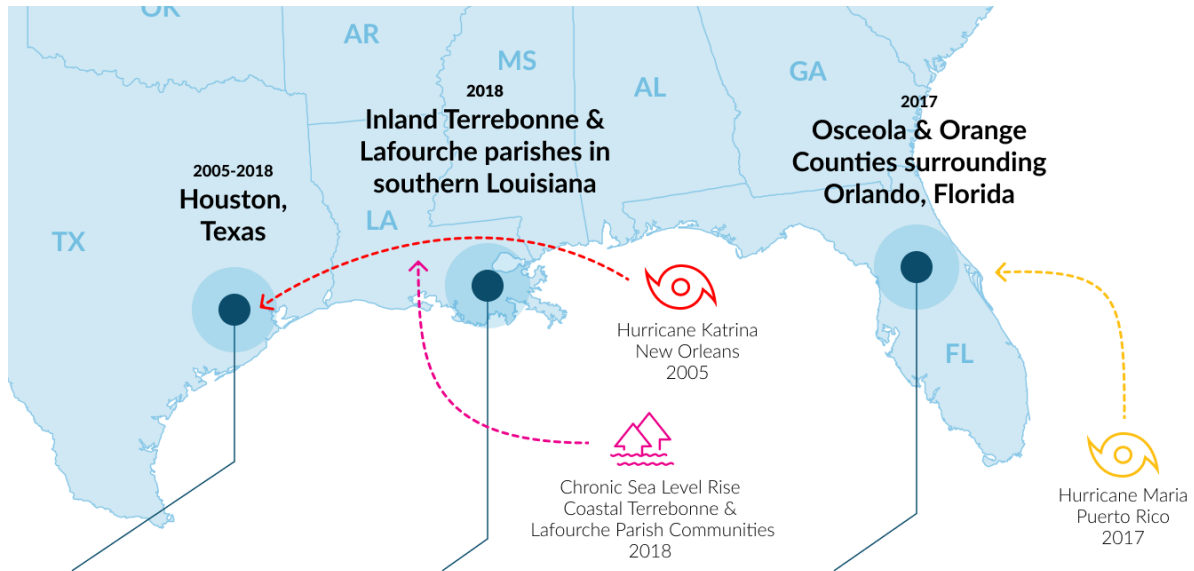 OK
AR
MS
AL
GA
TX
LA
FL
2005-2018
Houston,
Texas
2018
Inland Terrebonne &
Lafourche parishes in
southern Louisiana
2017
Osceola & Orange
Counties surrounding
Orlando, Florida
Hurricane Katrina
New Orleans
2005
Chronic Sea Level Rise
Coastal Terrebonne &
Lafourche Parish Communities
2018
Hurricane Maria
Puerto Rico
2017